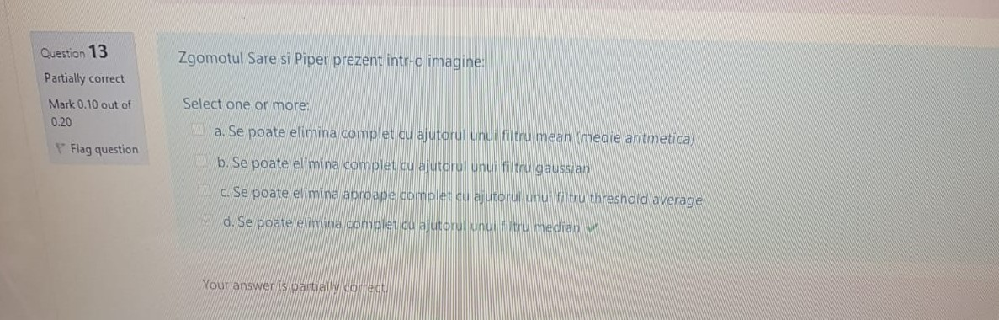 Question 13
Partially correct
Mark 0.10 out of
0.20
Flag question
Zgomotul Sare si Piper prezent intr-o imagine:
Select one or more:
a. Se poate elimina complet cu ajutorul unui filtru mean (medie aritmetica)
b. Se poate elimina complet cu ajutorul unui filtru gaussian
c. Se poate elimina aproape complet cu ajutorul unui filtru threshold average
d. Se poate elimina complet cu ajutorul unui filtru median
Your answer is partially correct.